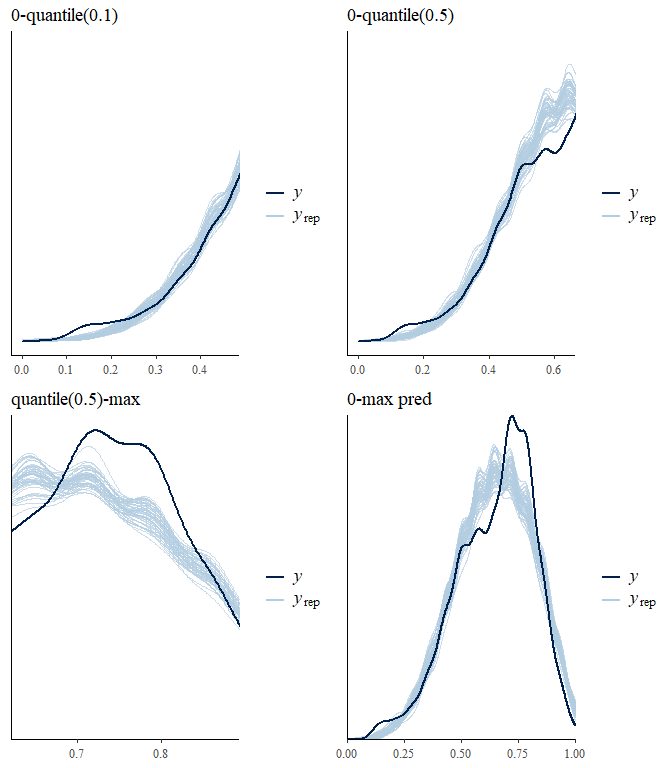 0-quantile(0.1)
y
y rep
0.0 0.1 0.2 0.3 0.4
0-quantile(0.5)
y
y rep
0.0 0.2 0.4 0.6
quantile(0.5)-max
y
y rep
0.7 0.8
0-max pred
y
y rep
0.00 0.25 0.50 0.75 1.00